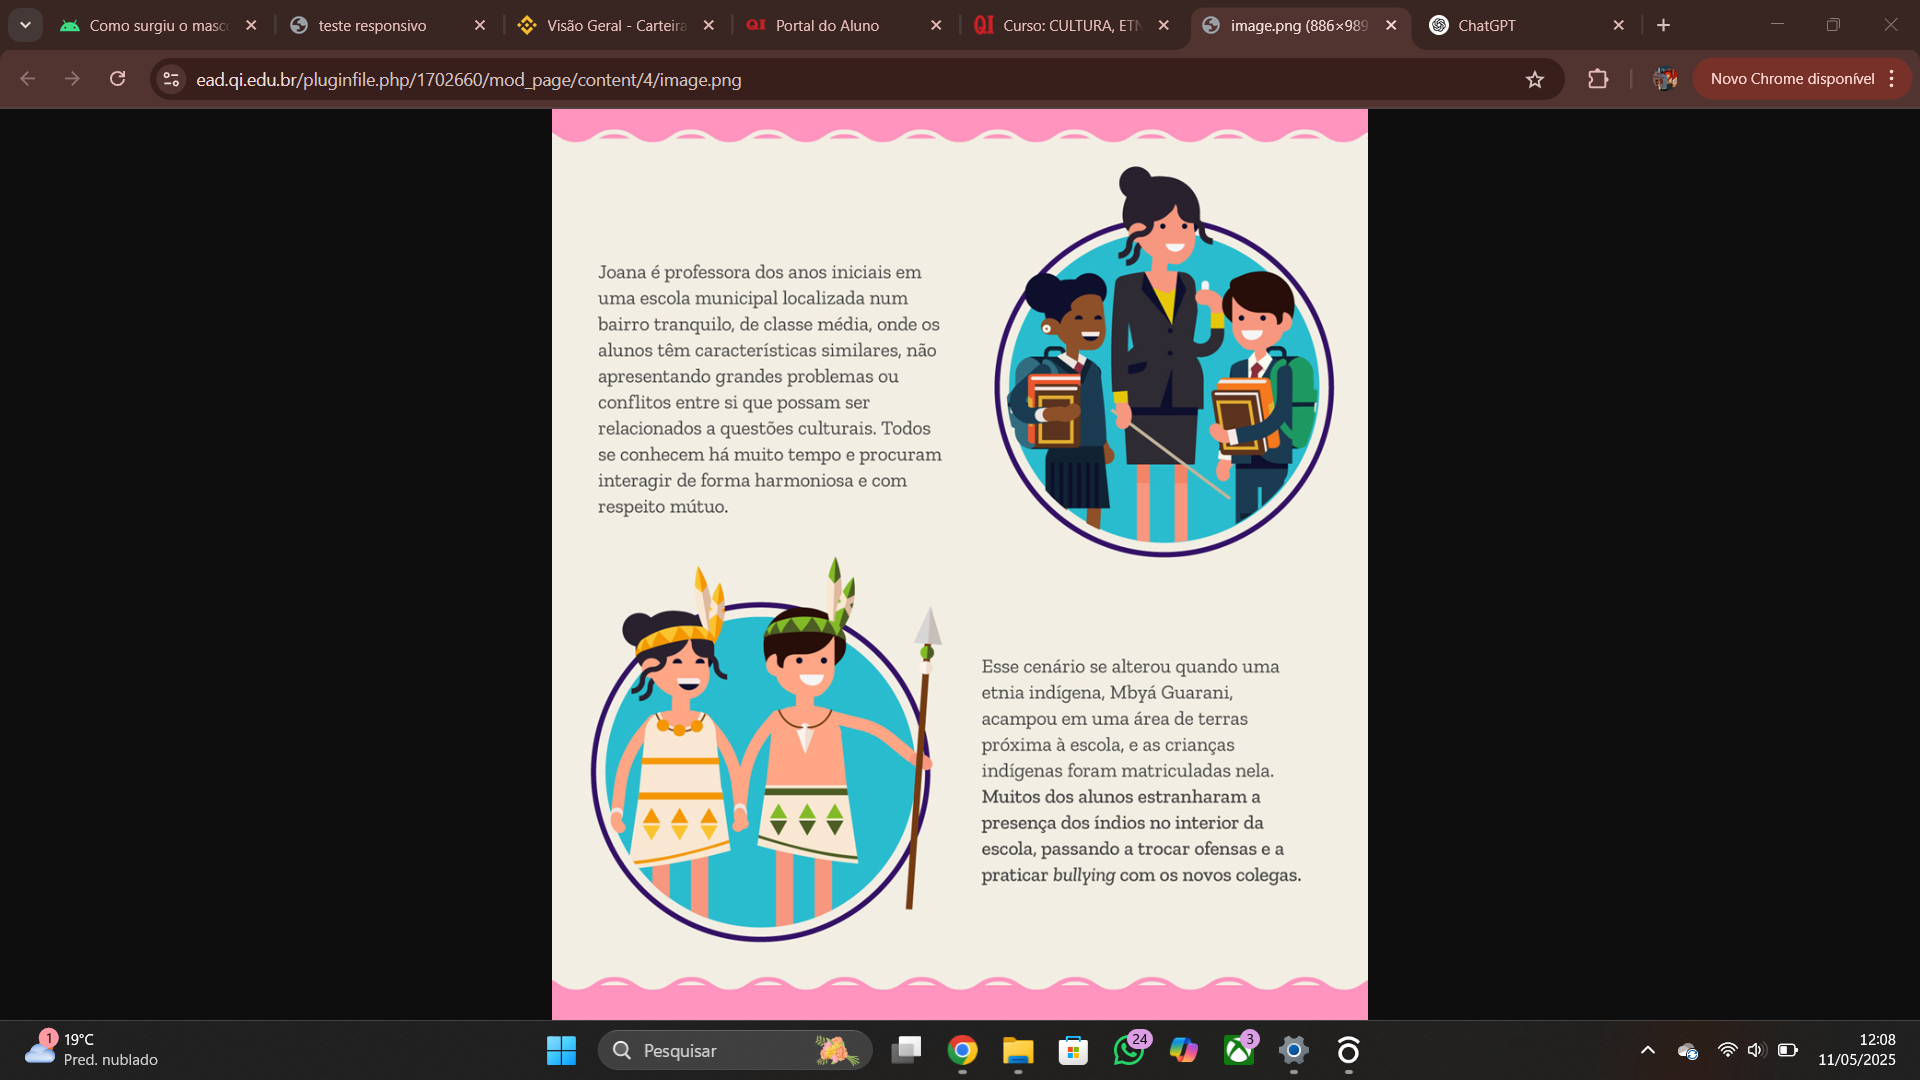 Como surgiu o masc
teste responsivo
Visão Geral - Carteira
QI Portal do Aluno
QI Curso: CULTURA, ETN
image.png (886×989
ChatGPT
ead.qi.edu.br/pluginfile.php/1702660/mod_page/content/4/image.png
Novo Chrome disponível
Joana é professora dos anos iniciais em
uma escola municipal localizada num
bairro tranquilo, de classe média, onde os
alunos têm características similares, não
apresentando grandes problemas ou
conflitos entre si que possam ser
relacionados a questões culturais. Todos
se conhecem há muito tempo e procuram
interagir de forma harmoniosa e com
respeito mútuo.
Esse cenário se alterou quando uma
etnia indígena, Mbyá Guarani,
acampou em uma área de terras
próxima à escola, e as crianças
indígenas foram matriculadas nela.
Muitos dos alunos estranharam a
presença dos índios no interior da
escola, passando a trocar ofensas e a
praticar bullying com os novos colegas.
1
19°C
Pred. nublado
Pesquisar
24
3
12:08
11/05/2025